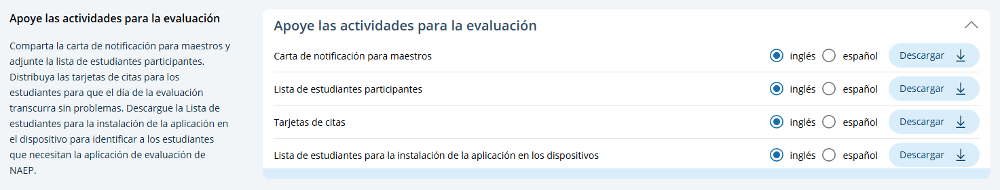 Apoye las actividades para la evaluación
Comparta la carta de notificación para maestros y
adjunte la lista de estudiantes participantes.
Distribuya las tarjetas de citas para los
estudiantes para que el día de la evaluación
transcurra sin problemas. Descargue la Lista de
estudiantes para la instalación de la aplicación en
el dispositivo para identificar a los estudiantes
que necesitan la aplicación de evaluación de
NAEP.
Apoye las actividades para la evaluación
Carta de notificación para maestros inglés español Descargar
Lista de estudiantes participantes inglés español Descargar
Tarjetas de citas inglés español Descargar
Lista de estudiantes para la instalación de la aplicación en los dispositivos inglés español Descargar